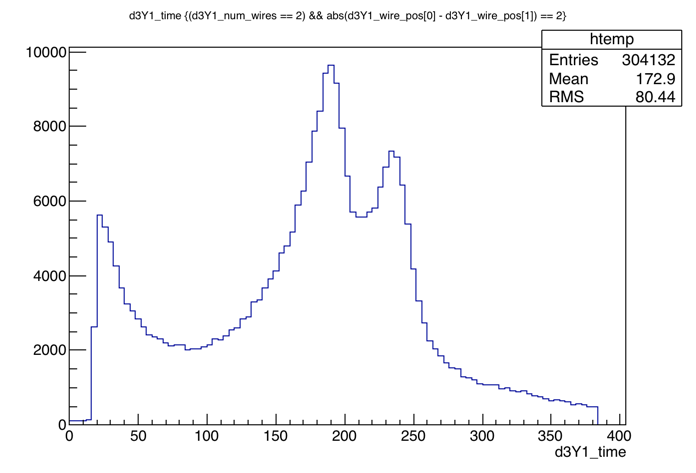 d3Y1_time {(d3Y1_num_wires == 2) && abs(d3Y1_wire_pos[0] - d3Y1_wire_pos[1]) == 2}
htemp
Entries 304132
Mean 172.9
RMS 80.44
10000
8000
6000
4000
2000
0
0 50 100 150 200 250 300 350 400
d3Y1_time